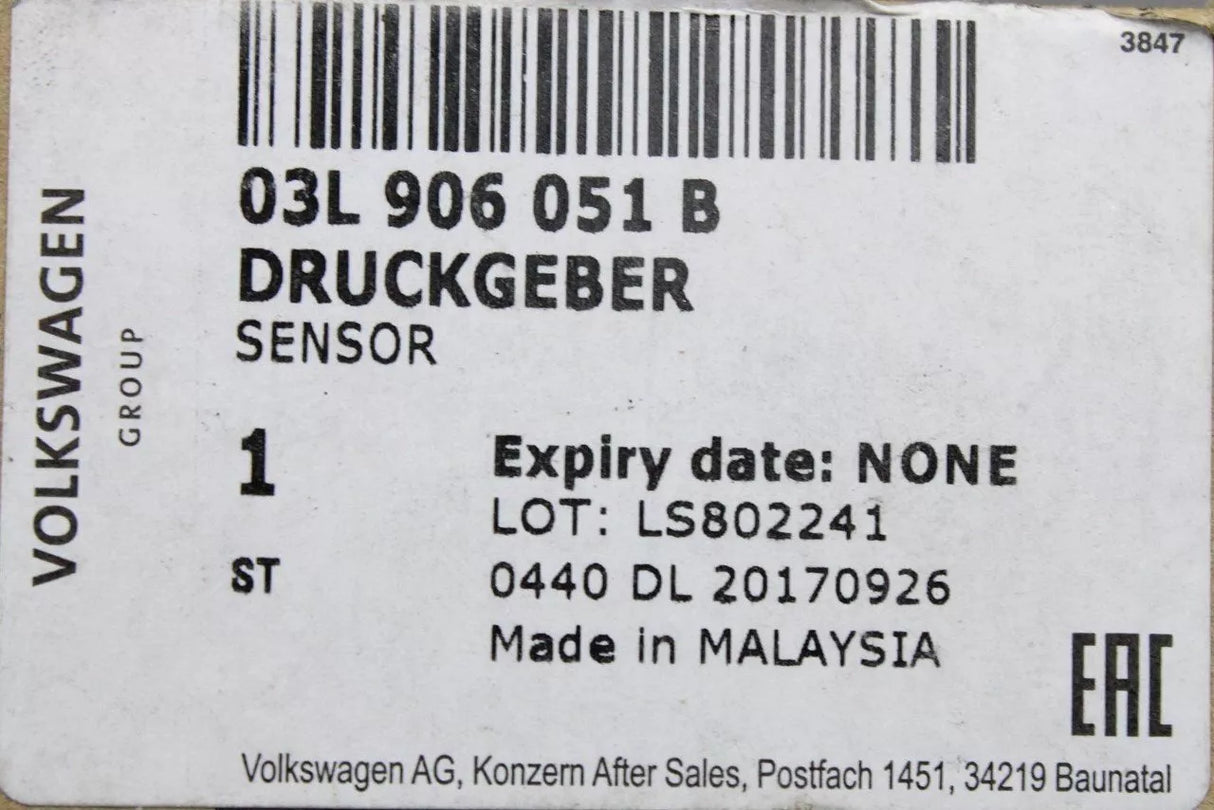 3847
03L 906 051 B
DRUCKGEBER
SENSOR
VOLKSWAGEN
GROUP
1
Expiry date: NONE
LOT: LS802241
ST
0440 DL 20170926
Made in MALAYSIA
EAC
Volkswagen AG, Konzern After Sales, Postfach 1451, 34219 Baunatal